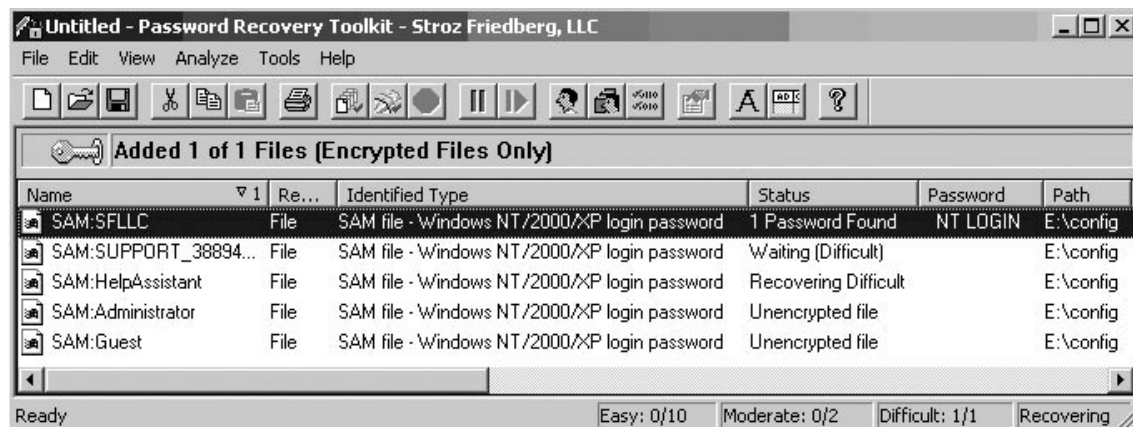 Untitled - Password Recovery Toolkit - Stroz Friedberg, LLC
File Edit View Analyze Tools Help
Added 1 of 1 Files (Encrypted Files Only)
Name 1 Re... Identified Type Status Password Path
SAM:SFLLC File SAM file - Windows NT/2000/XP login password 1 Password Found NT LOGIN E:\config
SAM:SUPPORT_38894... File SAM file - Windows NT/2000/XP login password Waiting (Difficult) E:\config
SAM:HelpAssistant File SAM file - Windows NT/2000/XP login password Recovering Difficult E:\config
SAM:Administrator File SAM file - Windows NT/2000/XP login password Unencrypted file E:\config
SAM:Guest File SAM file - Windows NT/2000/XP login password Unencrypted file E:\config
Ready Easy: 0/10 Moderate: 0/2 Difficult: 1/1 Recovering